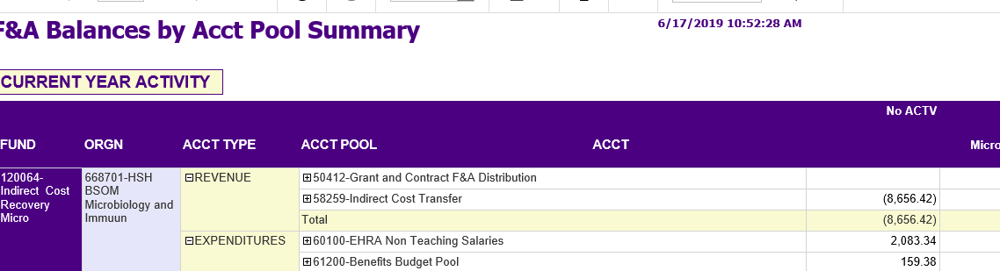 F&A Balances by Acct Pool Summary
6/17/2019 10:52:28 AM
CURRENT YEAR ACTIVITY
No ACTV
FUND ORGN ACCT TYPE ACCT POOL ACCT Micro
120064- 668701-HSH REVENUE 50412-Grant and Contract F&A Distribution
Indirect Cost BSOM
Recovery Microbiology and 58259-Indirect Cost Transfer (8,656.42)
Micro Immuun
Total (8,656.42)
EXPENDITURES 60100-EHRA Non Teaching Salaries 2,083.34
61200-Benefits Budget Pool 159.38